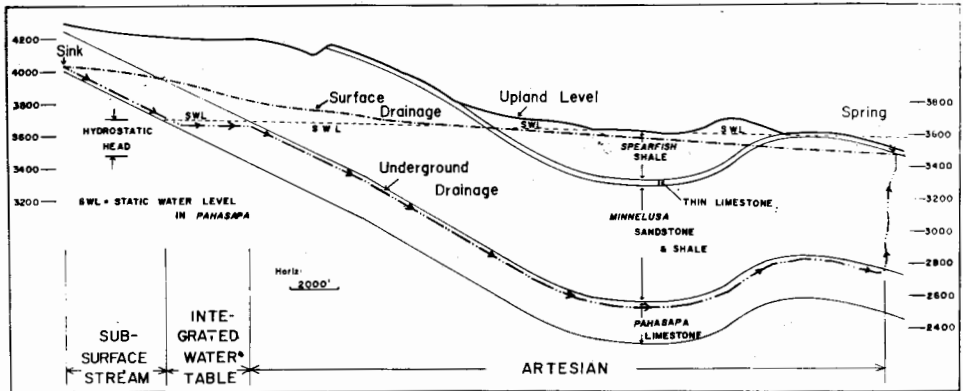 4200
Sink
4000
3800
3600
HYDROSTATIC
HEAD
3400
3200
SWL = STATIC WATER LEVEL
IN PAHASAPA
SWL
Surface
Drainage
SWL
Underground
Drainage
Upland Level
SWL
SWL
SPEARFISH
SHALE
THIN LIMESTONE
MINNELUSA
SANDSTONE
& SHALE
PAHASAPA
LIMESTONE
Spring
3800
3600
3400
3200
3000
2800
2600
2400
Horiz.
2000'
SUB-
SURFACE
STREAM
INTE-
GRATED
WATER
TABLE
ARTESIAN